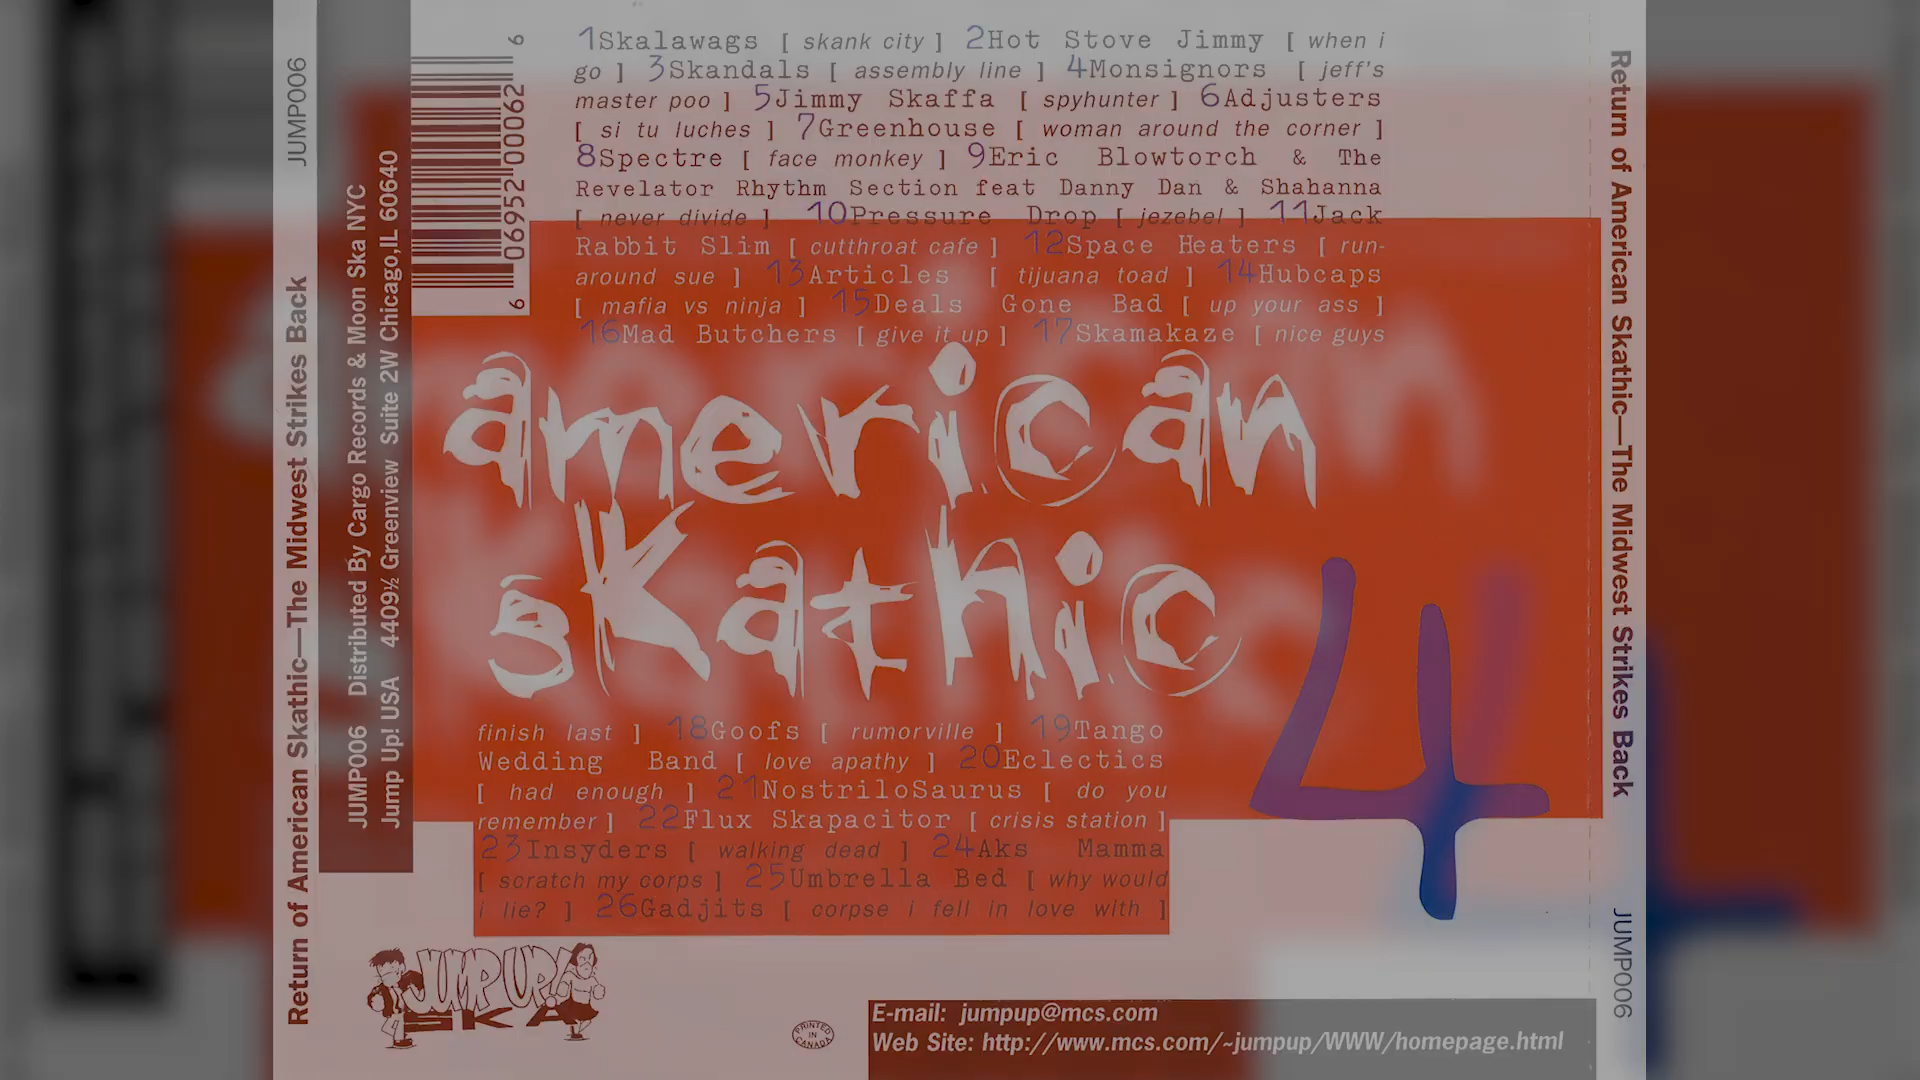 1Skalawags [ skank city ] 2Hot Stove Jimmy [ when i
go ] 3Skandals [ assembly line ] 4Monsignors [ jeff's
master poo ] 5Jimmy Skaffa [ spyhunter ] 6Adjusters
[ si tu luches ] 7Greenhouse [ woman around the corner ]
8Spectre [ face monkey ] 9Eric Blowtorch & The
Revelator Rhythm Section feat Danny Dan & Shahanna
[ never divide ] 10Pressure Drop [ jezebel ] 11Jack
Rabbit Slim [ cutthroat cafe ] 12Space Heaters [ run-
around sue ] 13Articles [ tijuana toad ] 14Hubcaps
[ mafia vs ninja ] 15Deals Gone Bad [ up your ass ]
16Mad Butchers [ give it up ] 17Skamakaze [ nice guys
american
skathic
4
finish last ] 18Goofs [ rumorville ] 19Tango
Wedding Band [ love apathy ] 20Eclectics
[ had enough ] 21NostriloSaurus [ do you
remember ] 22Flux Skapacitor [ crisis station ]
23Insyders [ walking dead ] 24Aks Mamma
[ scratch my corps ] 25Umbrella Bed [ why would
i lie? ] 26Gadjits [ corpse i fell in love with ]
JUMP UP!
SKA
PRINTED
IN
CANADA
E-mail: jumpup@mcs.com
Web Site: http://www.mcs.com/~jumpup/WWW/homepage.html
Return of American Skathic—The Midwest Strikes Back JUMP006
JUMP006 Distributed By Cargo Records & Moon Ska NYC
Jump Up! USA 4409½ Greenview Suite 2W Chicago,IL 60640
6 06952 00062 6
Return of American Skathic—The Midwest Strikes Back JUMP006